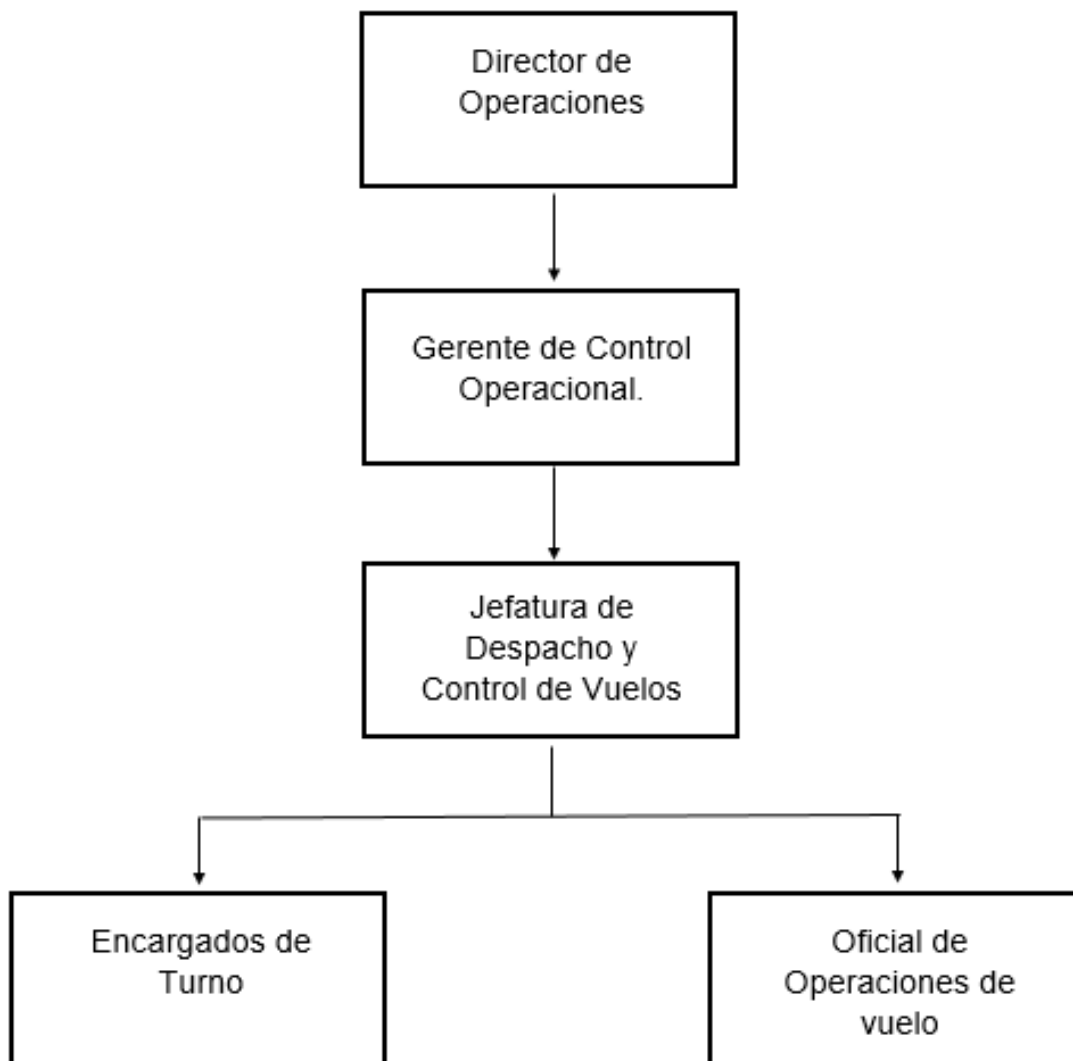 Director de
Operaciones
Gerente de Control
Operacional.
Jefatura de
Despacho y
Control de Vuelos
Encargados de
Turno
Oficial de
Operaciones de
vuelo